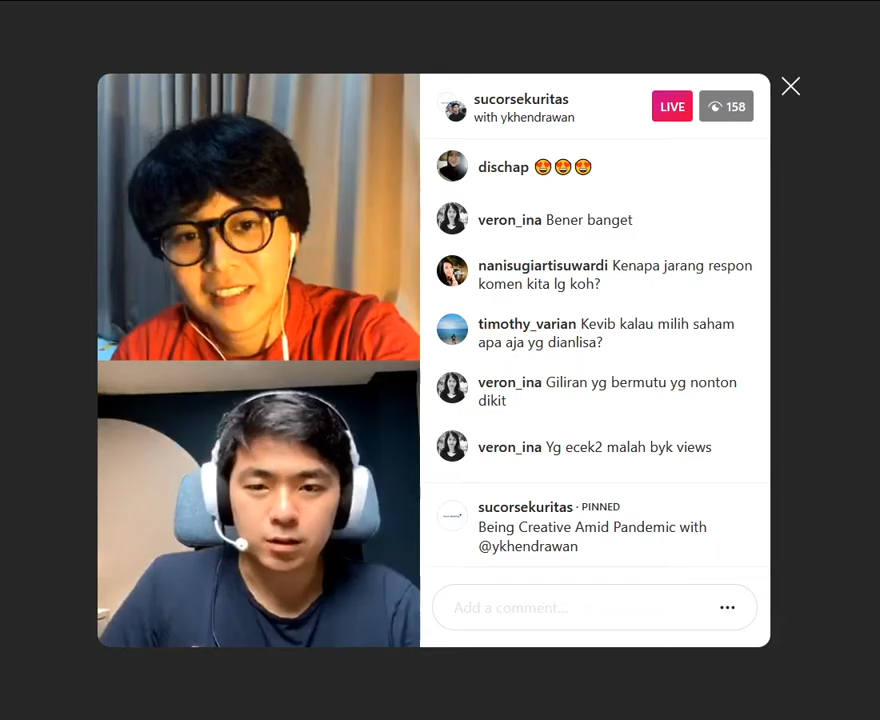 sucorsekuritas
with ykhendrawan
LIVE
158
dischap 😍😍😍
veron_ina Bener banget
nanisugiartisuwardi Kenapa jarang respon
komen kita lg koh?
timothy_varian Kevib kalau milih saham
apa aja yg dianlisa?
veron_ina Giliran yg bermutu yg nonton
dikit
veron_ina Yg ecek2 malah byk views
sucorsekuritas · PINNED
Being Creative Amid Pandemic with
@ykhendrawan
Add a comment...